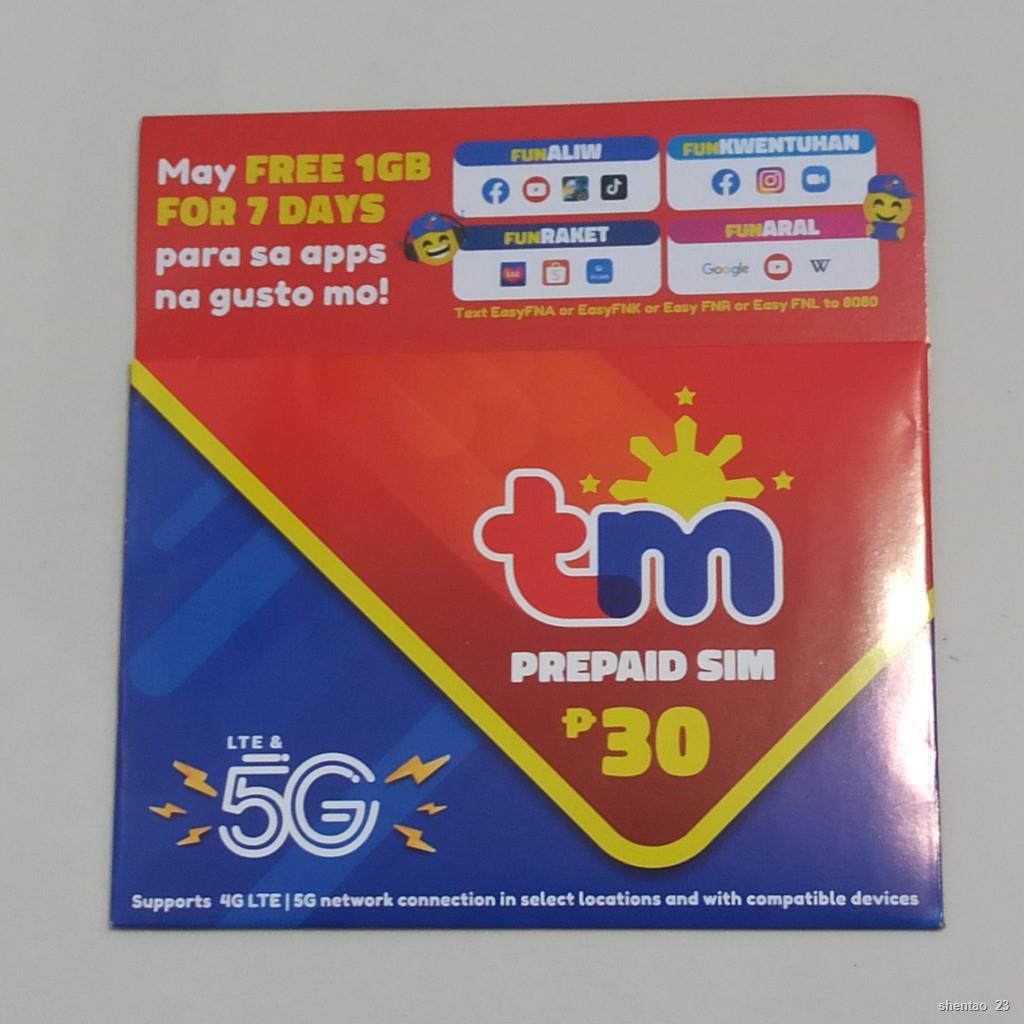 May FREE 1GB
FOR 7 DAYS
para sa apps
na gusto mo!
FUNALIW
FUNKWENTUHAN
FUNRAKET
FUNARAL
Google
W
Text EasyFNA or EasyFNK or Easy FNR or Easy FNL to 8080
tm
PREPAID SIM
₱30
LTE &
5G
Supports 4G LTE | 5G network connection in select locations and with compatible devices
shentao_23